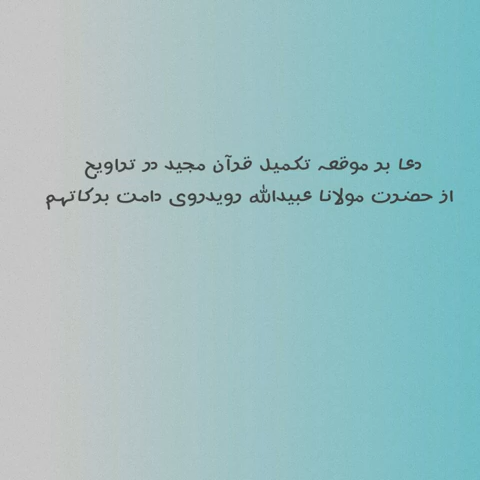 دعا بر موقعہ تکمیل قرآن مجید در تراویح
از حضرت مولانا عبیداللہ رویدروی دامت برکاتہم